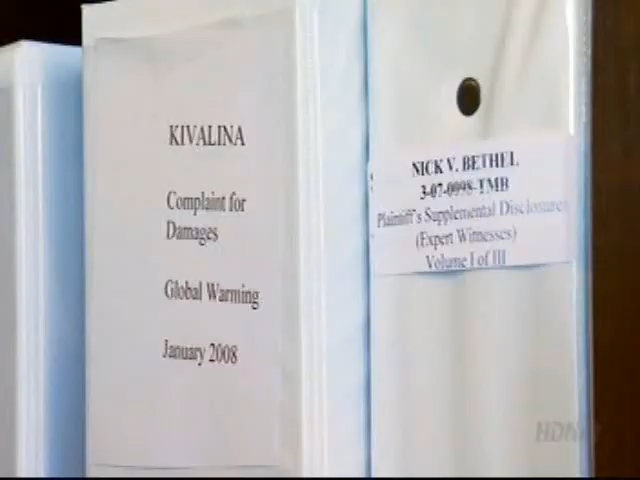 KIVALINA
Complaint for
Damages
Global Warming
January 2008
NICK V. BETHEL
3-07-0098-TMB
Plaintiff's Supplemental Disclosures
(Expert Witnesses)
Volume I of III